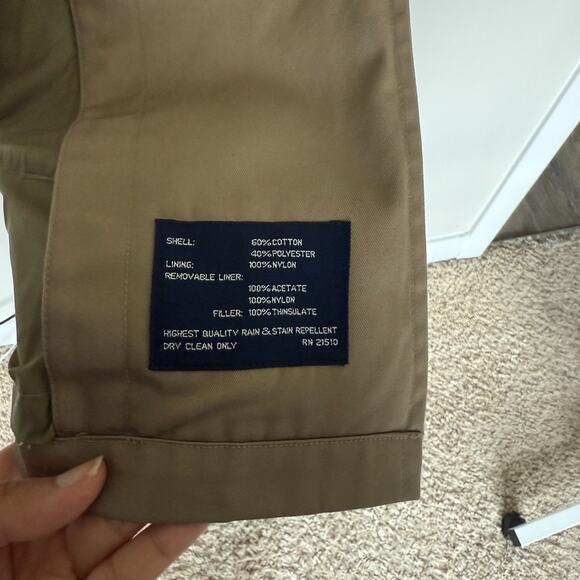 SHELL: 60%COTTON
40%POLYESTER
LINING: 100%NYLON
REMOVABLE LINER:
100%ACETATE
100%NYLON
FILLER: 100%THINSULATE
HIGHEST QUALITY RAIN & STAIN REPELLENT
DRY CLEAN ONLY RN 21510